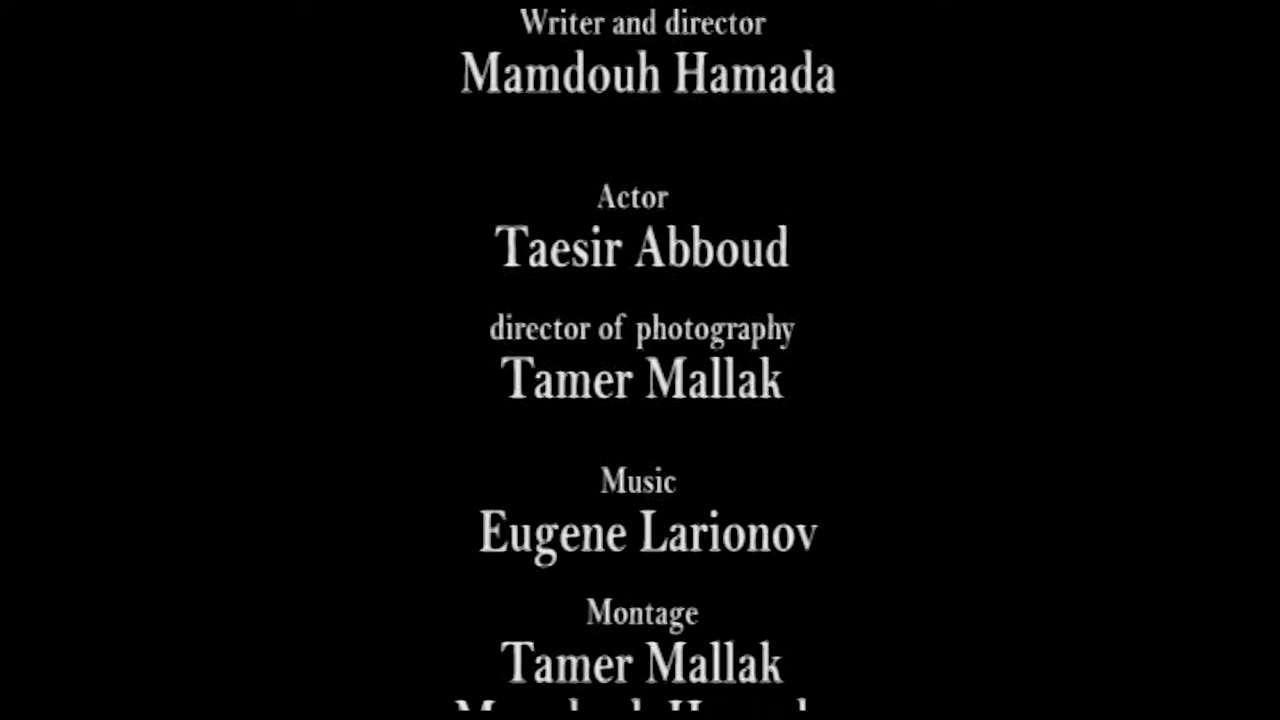 Writer and director
Mamdouh Hamada
Actor
Taesir Abboud
director of photography
Tamer Mallak
Music
Eugene Larionov
Montage
Tamer Mallak